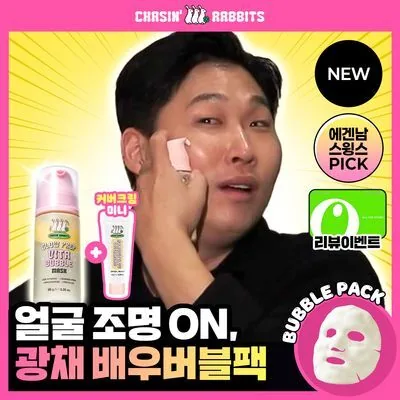 CHASIN' RABBITS
NEW
에겐남
스윙스
PICK
커버크림
미니
GLOW PREP
VITA
BUBBLE
MASK
리뷰이벤트
BUBBLE PACK
얼굴 조명 ON,
광채 배우버블팩